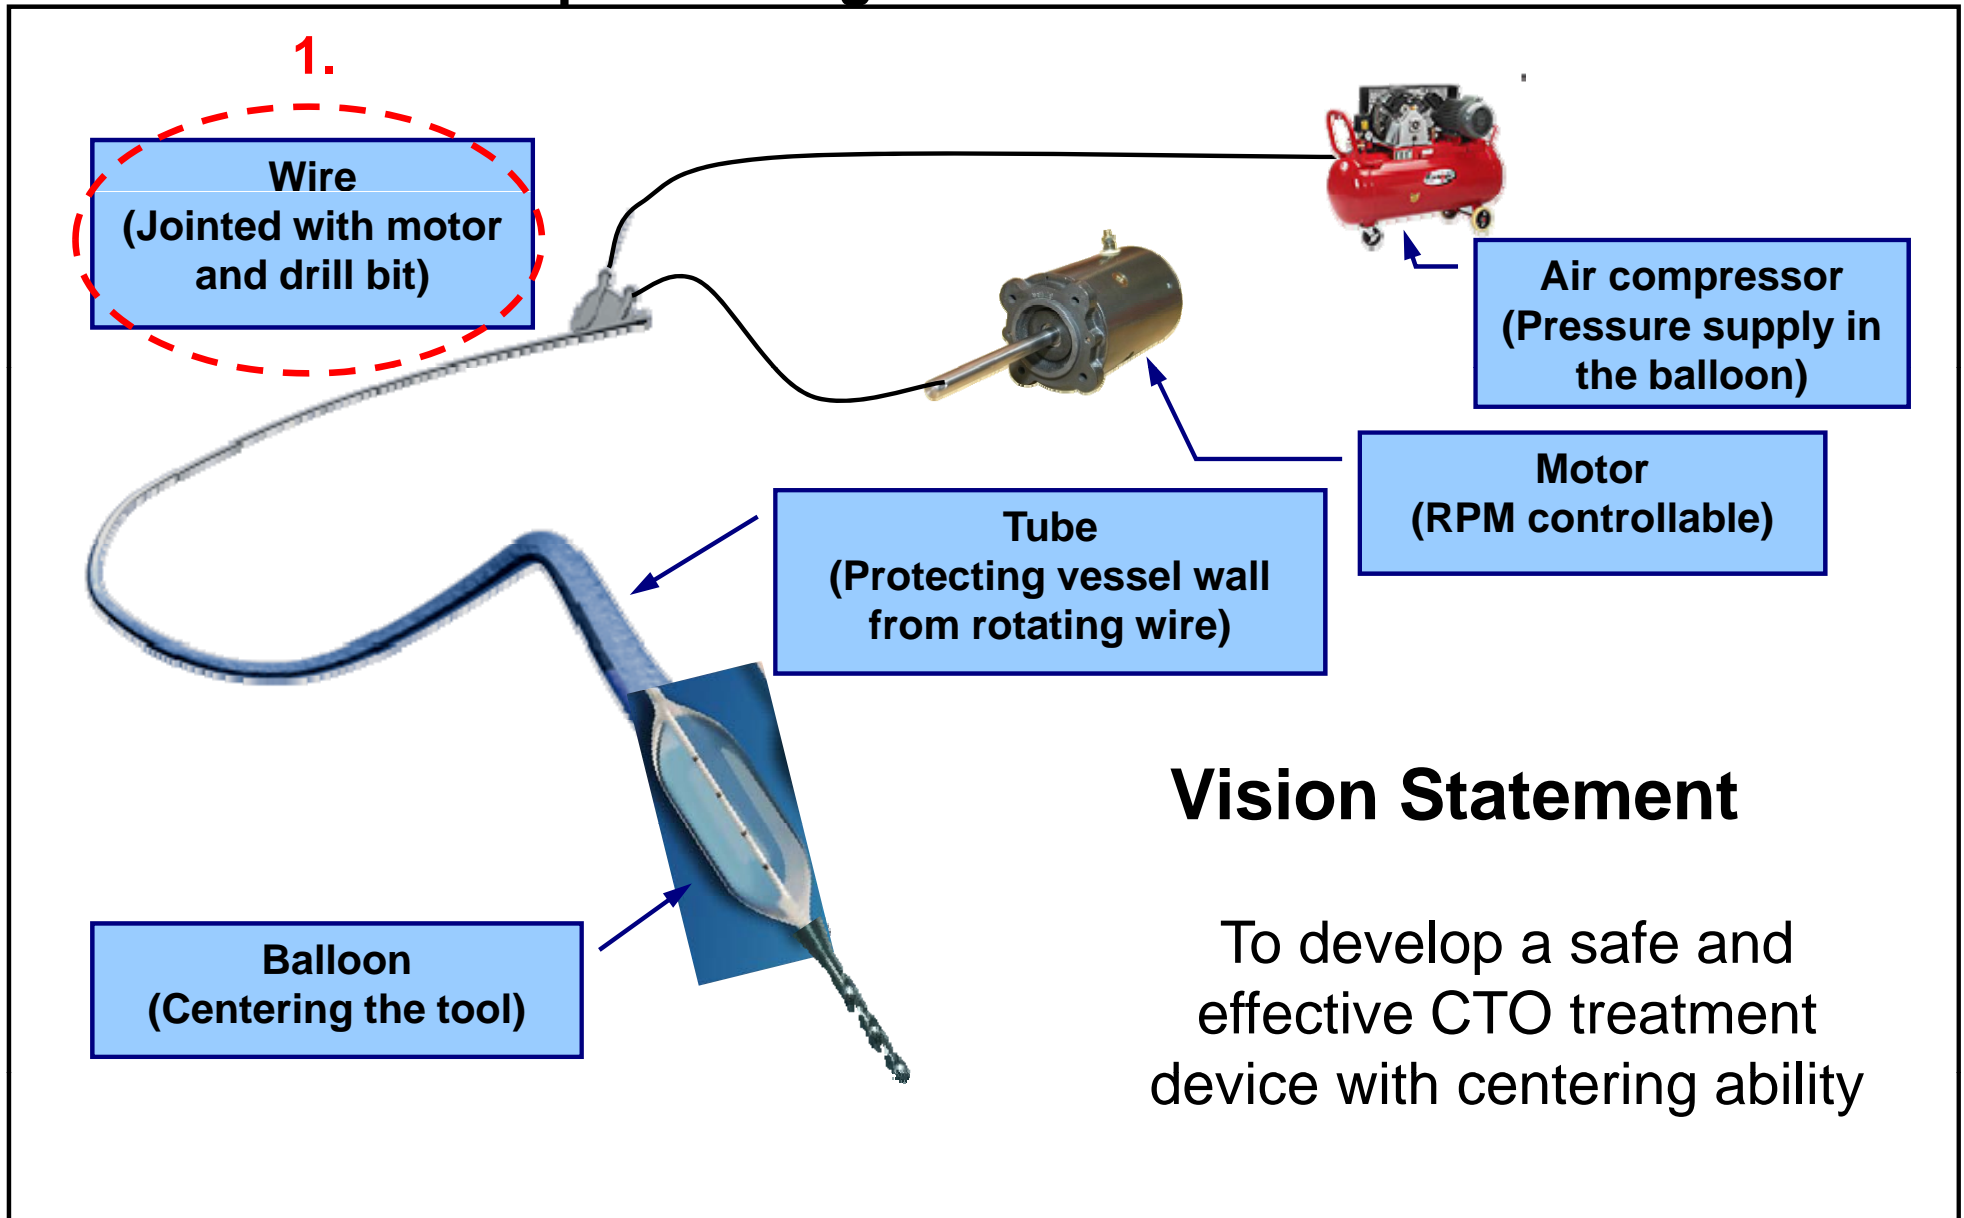 1.
Wire
(Jointed with motor
and drill bit)
Air compressor
(Pressure supply in
the balloon)
Motor
(RPM controllable)
Tube
(Protecting vessel wall
from rotating wire)
Balloon
(Centering the tool)
Vision Statement
To develop a safe and
effective CTO treatment
device with centering ability